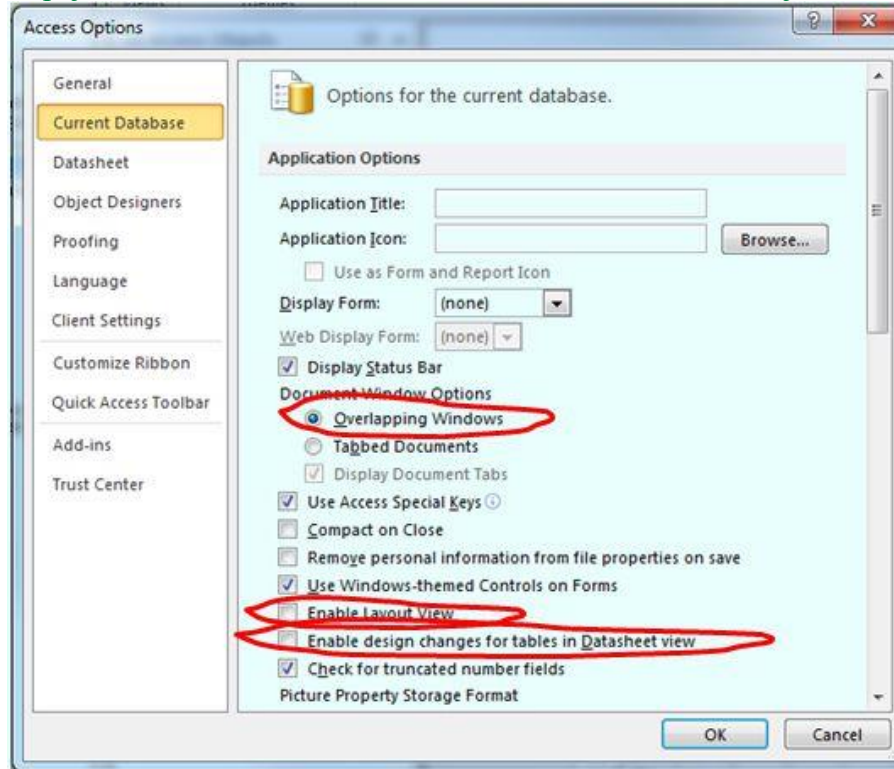 Access Options
General
Current Database
Datasheet
Object Designers
Proofing
Language
Client Settings
Customize Ribbon
Quick Access Toolbar
Add-ins
Trust Center
Options for the current database.
Application Options
Application Title:
Application Icon:
Browse...
Use as Form and Report Icon
Display Form: (none)
Web Display Form: (none)
Display Status Bar
Document Window Options
Overlapping Windows
Tabbed Documents
Display Document Tabs
Use Access Special Keys
Compact on Close
Remove personal information from file properties on save
Use Windows-themed Controls on Forms
Enable Layout View
Enable design changes for tables in Datasheet view
Check for truncated number fields
Picture Property Storage Format
OK Cancel